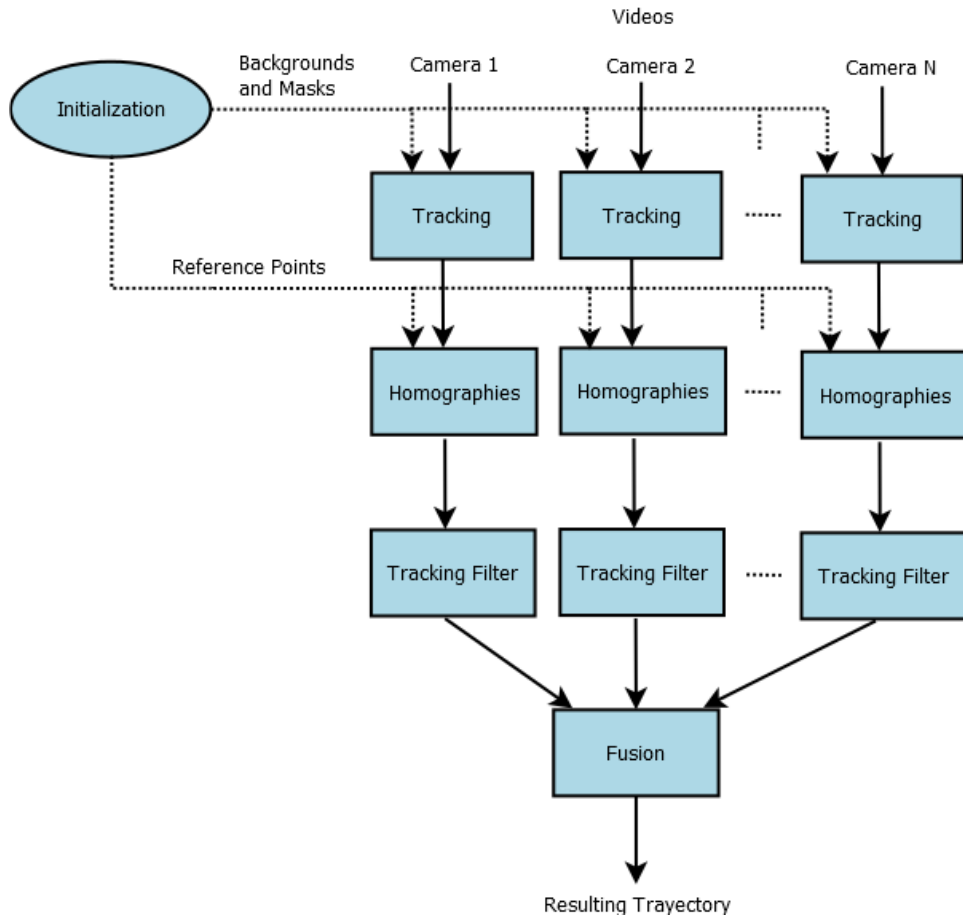 Videos
Backgrounds
and Masks
Camera 1
Camera 2
Camera N
Initialization
Tracking
Tracking
Tracking
Reference Points
Homographies
Homographies
Homographies
Tracking Filter
Tracking Filter
Tracking Filter
Fusion
Resulting Trayectory